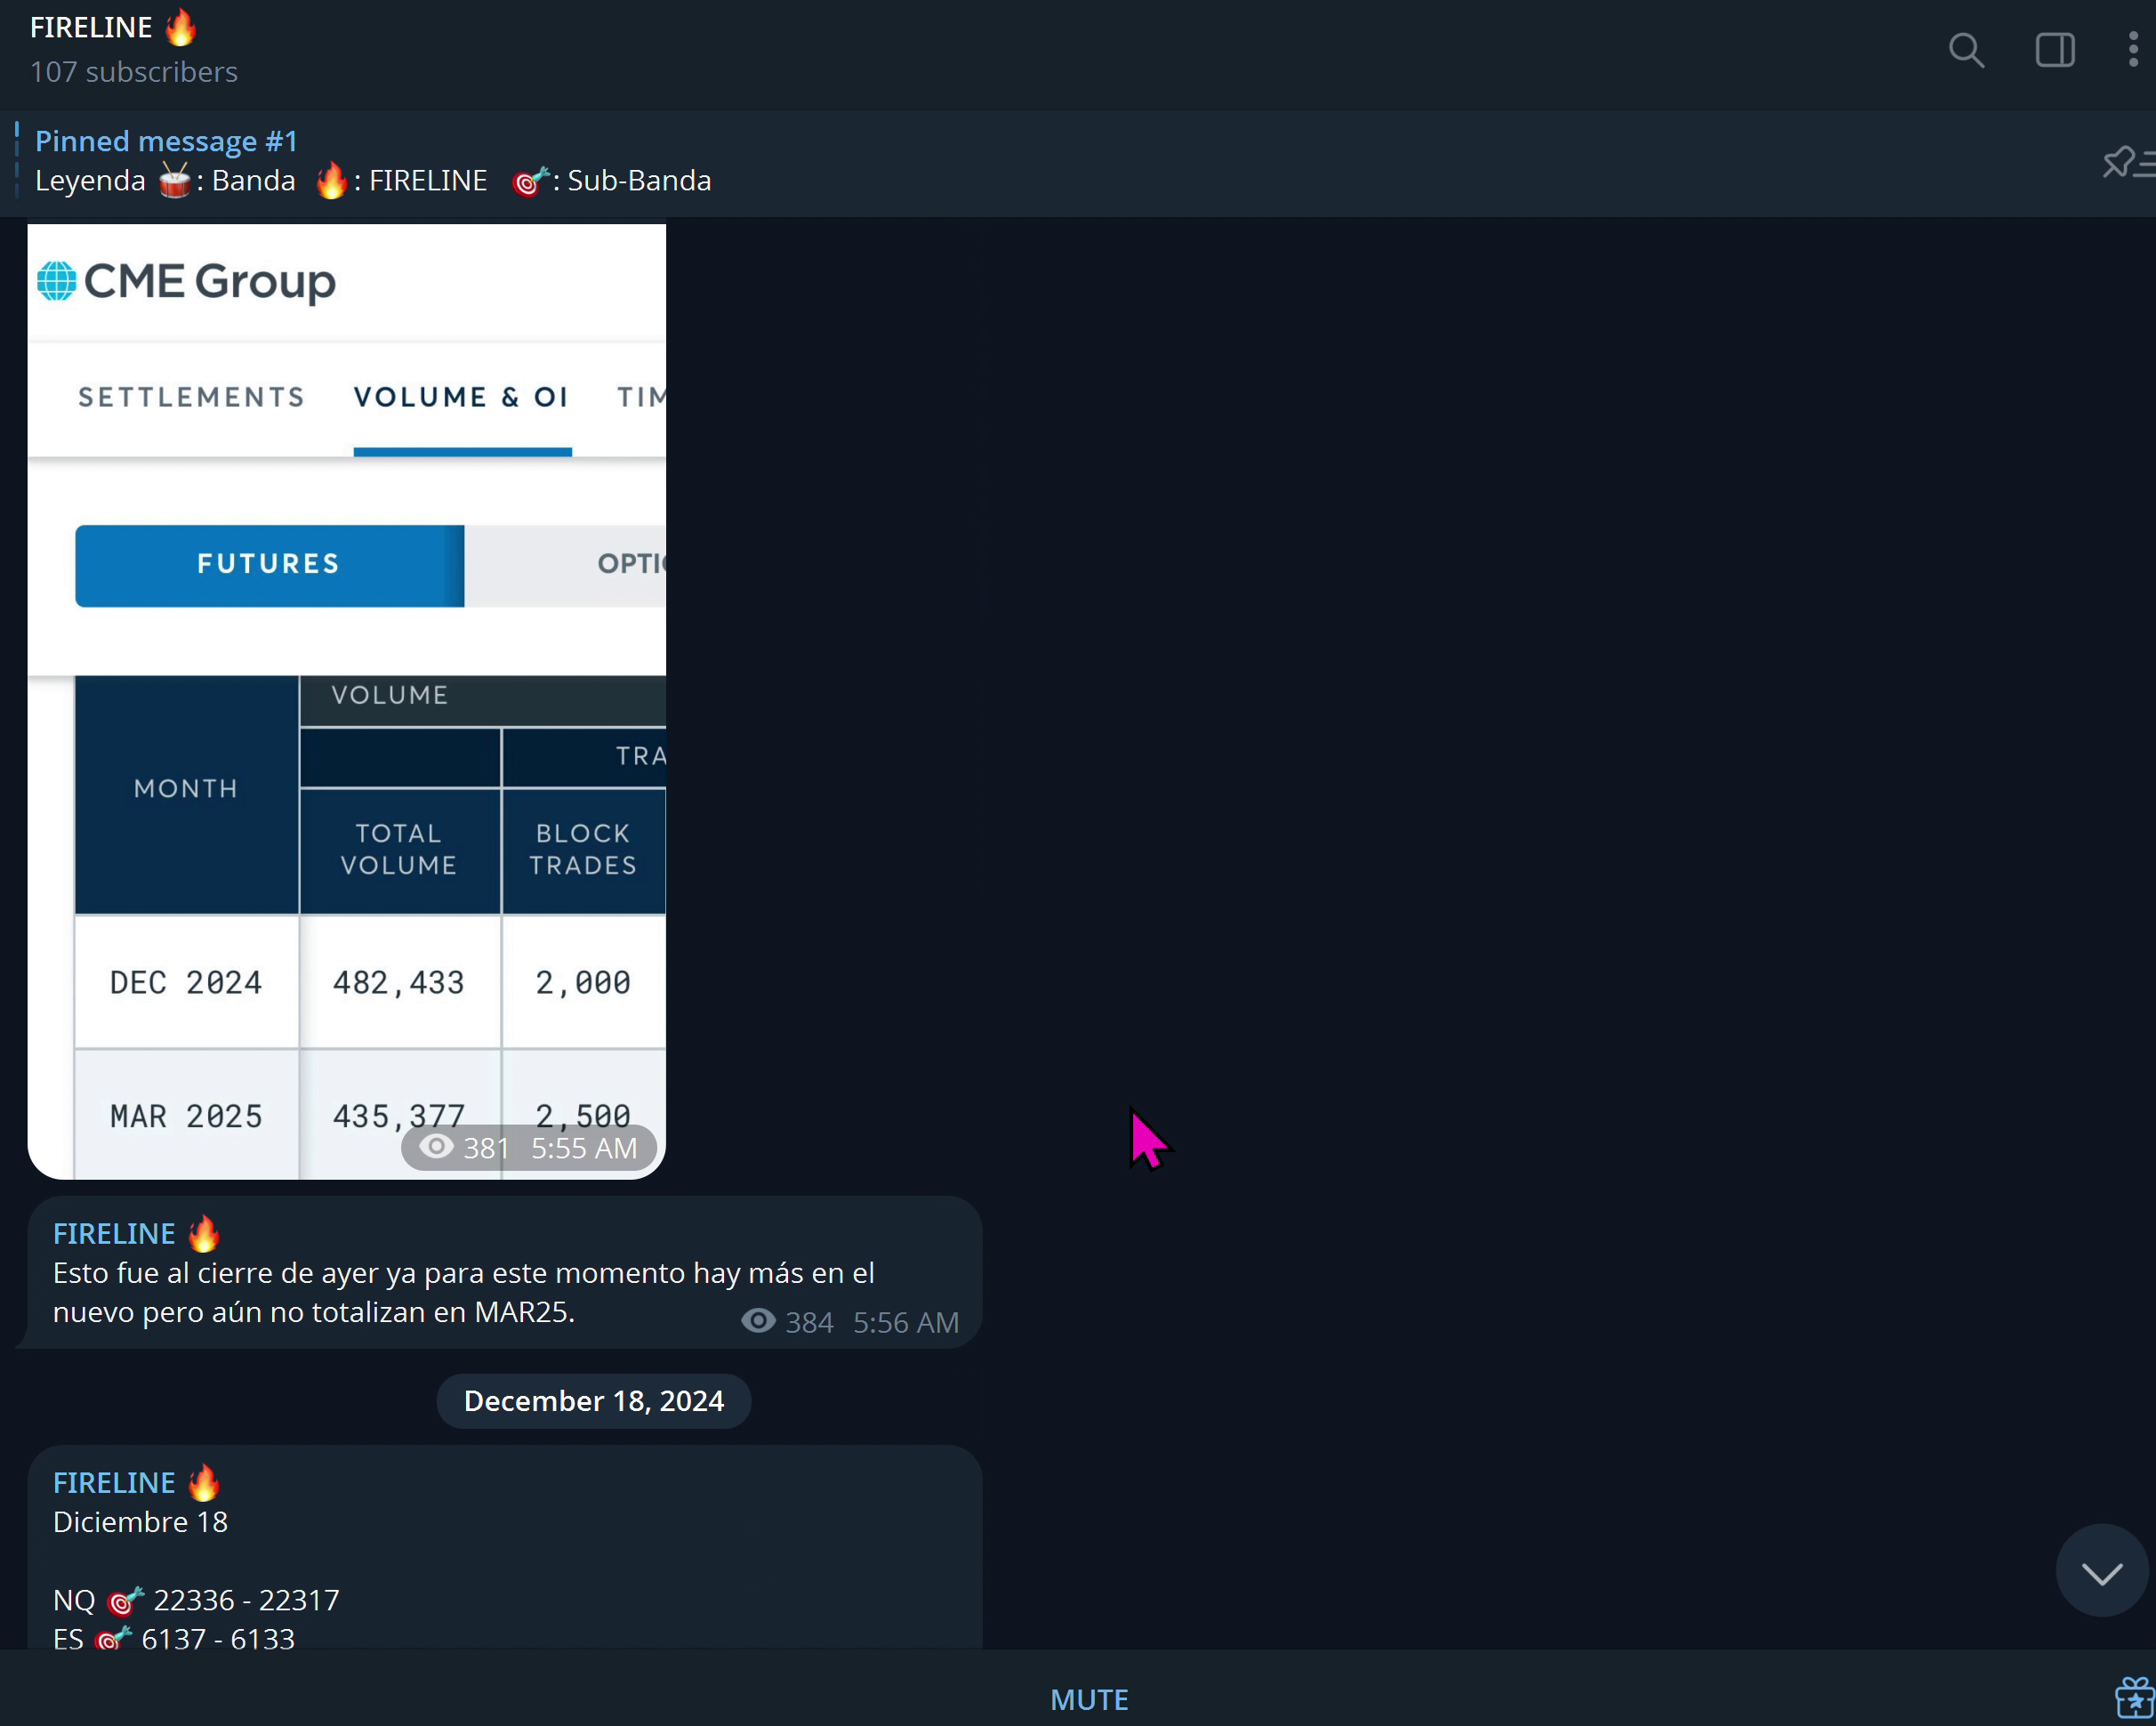 FIRELINE 🔥
107 subscribers
Pinned message #1
Leyenda 🥁: Banda 🔥: FIRELINE 🎯: Sub-Banda
CME Group
SETTLEMENTS VOLUME & OI TIM
FUTURES OPTIC
VOLUME
TRA
MONTH
TOTAL VOLUME
BLOCK TRADES
DEC 2024 482,433 2,000
MAR 2025 435,377 2,500
381 5:55 AM
FIRELINE 🔥
Esto fue al cierre de ayer ya para este momento hay más en el
nuevo pero aún no totalizan en MAR25.
384 5:56 AM
December 18, 2024
FIRELINE 🔥
Diciembre 18
NQ 🎯 22336 - 22317
ES 🎯 6137 - 6133
MUTE